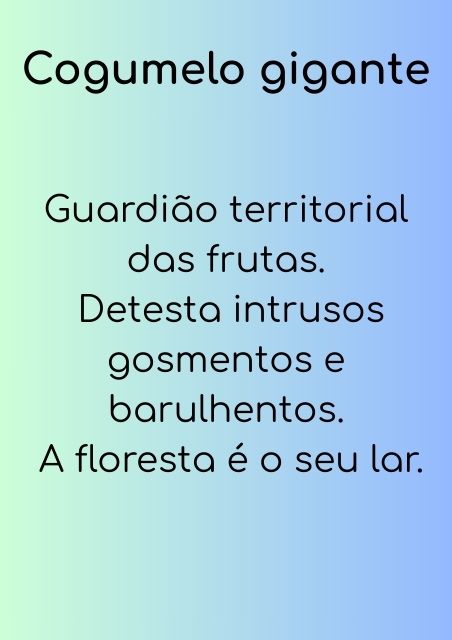 Cogumelo gigante
Guardião territorial
das frutas.
Detesta intrusos
gosmentos e
barulhentos.
A floresta é o seu lar.